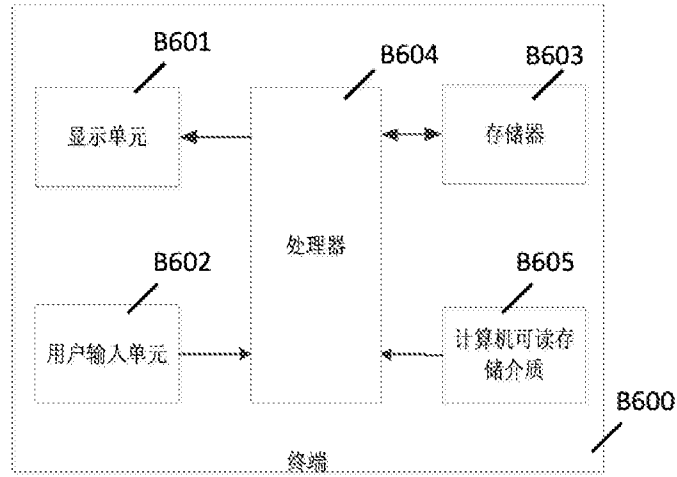 B601
B604
B603
显示单元
存储器
处理器
B602
B605
用户输入单元
计算机可读存
储介质
B600
终端